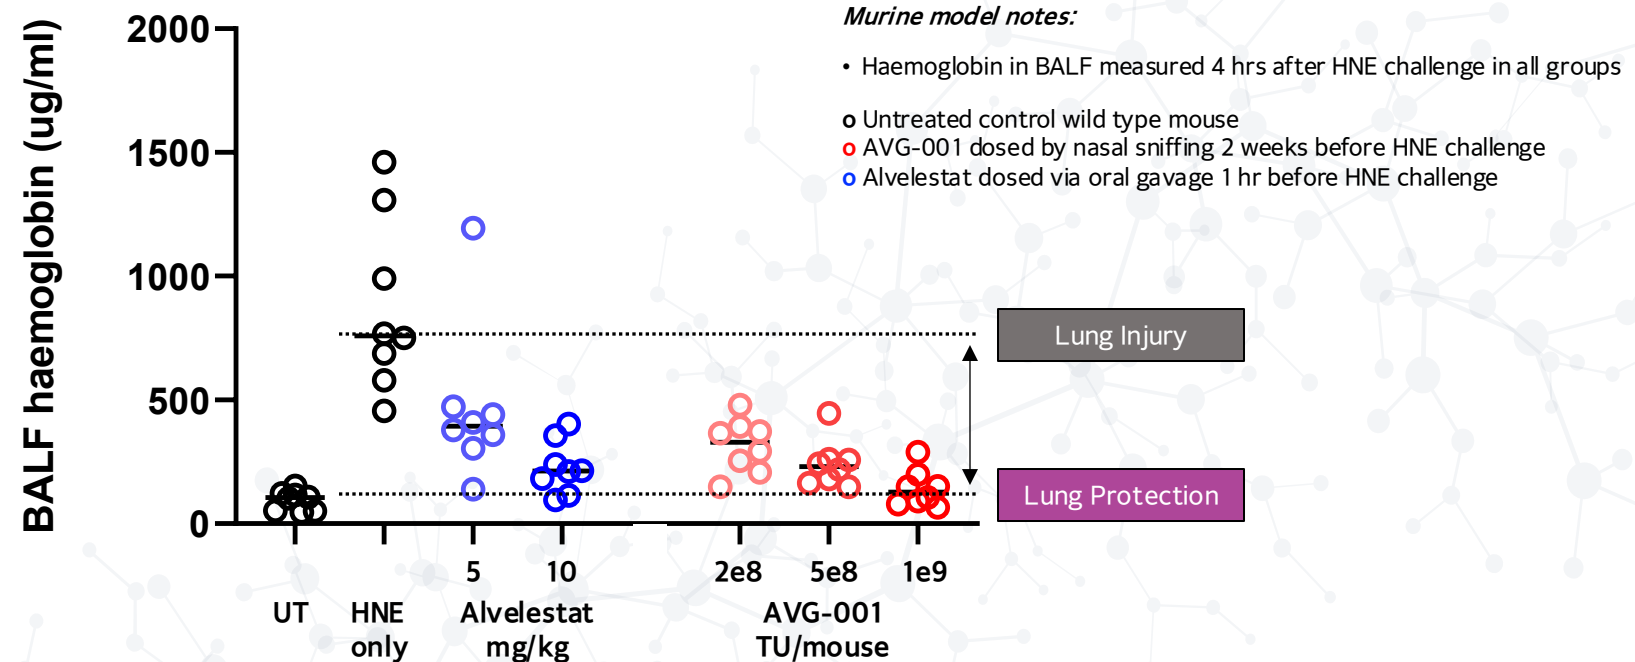 Murine model notes:
• Haemoglobin in BALF measured 4 hrs after HNE challenge in all groups
o Untreated control wild type mouse
o AVG-001 dosed by nasal sniffing 2 weeks before HNE challenge
o Alvelestat dosed via oral gavage 1 hr before HNE challenge
BALF haemoglobin (ug/ml)
2000
1500
1000
500
0
Lung Injury
Lung Protection
5 10 2e8 5e8 1e9
UT HNE only Alvelestat mg/kg AVG-001 TU/mouse